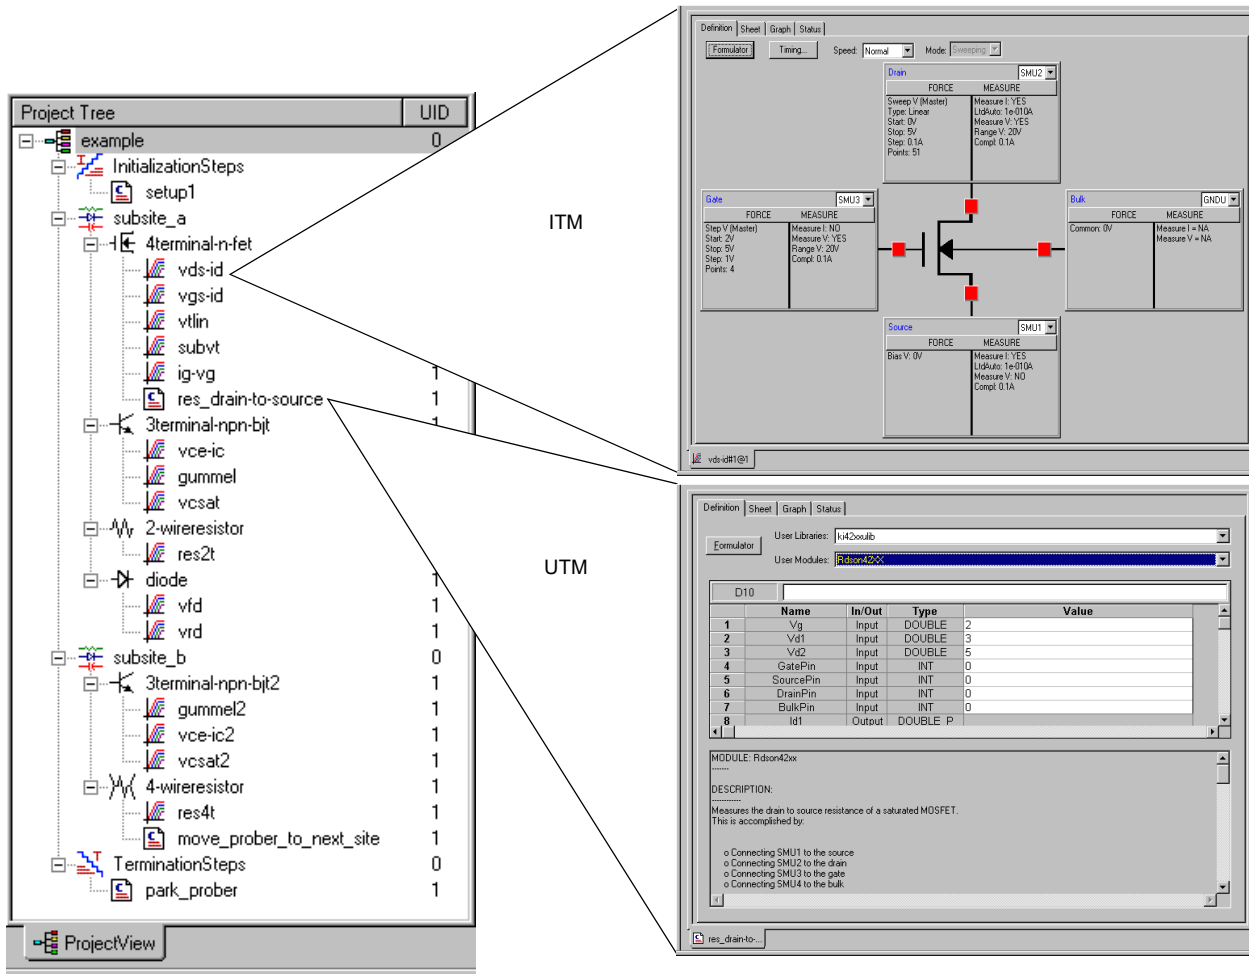 Project Tree UID
example 0
InitializationSteps
setup1
subsite_a
4terminal-n-fet
vds-id
vgs-id
vtlin
subvt
ig-vg 1
res_drain-to-source 1
3terminal-npn-bjt 1
vce-ic 1
gummel 1
vcsat 1
2-wireresistor
res2t
diode 1
vfd 1
vrd 1
subsite_b 0
3terminal-npn-bjt2 1
gummel2 1
vce-ic2 1
vcsat2 1
4-wireresistor 1
res4t 1
move_prober_to_next_site 1
TerminationSteps 0
park_prober 1
ProjectView
ITM
UTM
Definition Sheet Graph Status
Formulator Timing... Speed: Normal Mode: Sweeping
Drain SMU2
FORCE MEASURE
Sweep V (Master) Measure I: YES
Type: Linear LtdAuto: 1e-010A
Start: 0V Measure V: YES
Stop: 5V Range V: 20V
Step: 0.1A Compl: 0.1A
Points: 51
Gate SMU3
FORCE MEASURE
Step V (Master) Measure I: NO
Start: 2V Measure V: YES
Stop: 5V Range V: 20V
Step: 1V Compl: 0.1A
Points: 4
Bulk GNDU
FORCE MEASURE
Common: 0V Measure I = NA
Measure V = NA
Source SMU1
FORCE MEASURE
Bias V: 0V Measure I: YES
LtdAuto: 1e-010A
Measure V: NO
Compl: 0.1A
vds-id#1@1
Definition Sheet Graph Status
Formulator User Libraries: ki42xxulib
User Modules: Rdson42XX
D10
Name In/Out Type Value
1 Vg Input DOUBLE 2
2 Vd1 Input DOUBLE 3
3 Vd2 Input DOUBLE 5
4 GatePin Input INT 0
5 SourcePin Input INT 0
6 DrainPin Input INT 0
7 BulkPin Input INT 0
8 Id1 Output DOUBLE_P
MODULE: Rdson42xx
-------
DESCRIPTION:
------------
Measures the drain to source resistance of a saturated MOSFET.
This is accomplished by:
o Connecting SMU1 to the source
o Connecting SMU2 to the drain
o Connecting SMU3 to the gate
o Connecting SMU4 to the bulk
res_drain-to-...